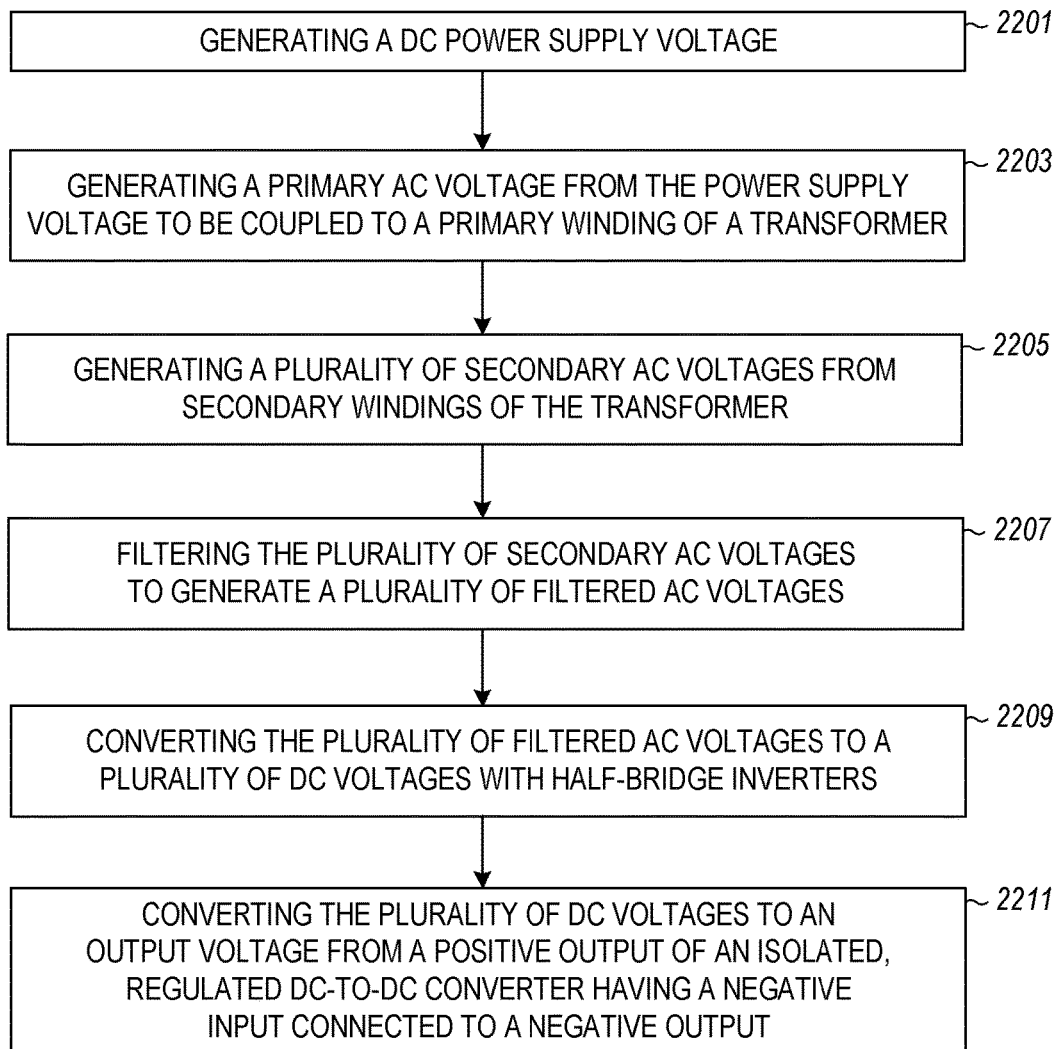 2201
GENERATING A DC POWER SUPPLY VOLTAGE
2203
GENERATING A PRIMARY AC VOLTAGE FROM THE POWER SUPPLY
VOLTAGE TO BE COUPLED TO A PRIMARY WINDING OF A TRANSFORMER
2205
GENERATING A PLURALITY OF SECONDARY AC VOLTAGES FROM
SECONDARY WINDINGS OF THE TRANSFORMER
2207
FILTERING THE PLURALITY OF SECONDARY AC VOLTAGES
TO GENERATE A PLURALITY OF FILTERED AC VOLTAGES
2209
CONVERTING THE PLURALITY OF FILTERED AC VOLTAGES TO A
PLURALITY OF DC VOLTAGES WITH HALF-BRIDGE INVERTERS
2211
CONVERTING THE PLURALITY OF DC VOLTAGES TO AN
OUTPUT VOLTAGE FROM A POSITIVE OUTPUT OF AN ISOLATED,
REGULATED DC-TO-DC CONVERTER HAVING A NEGATIVE
INPUT CONNECTED TO A NEGATIVE OUTPUT